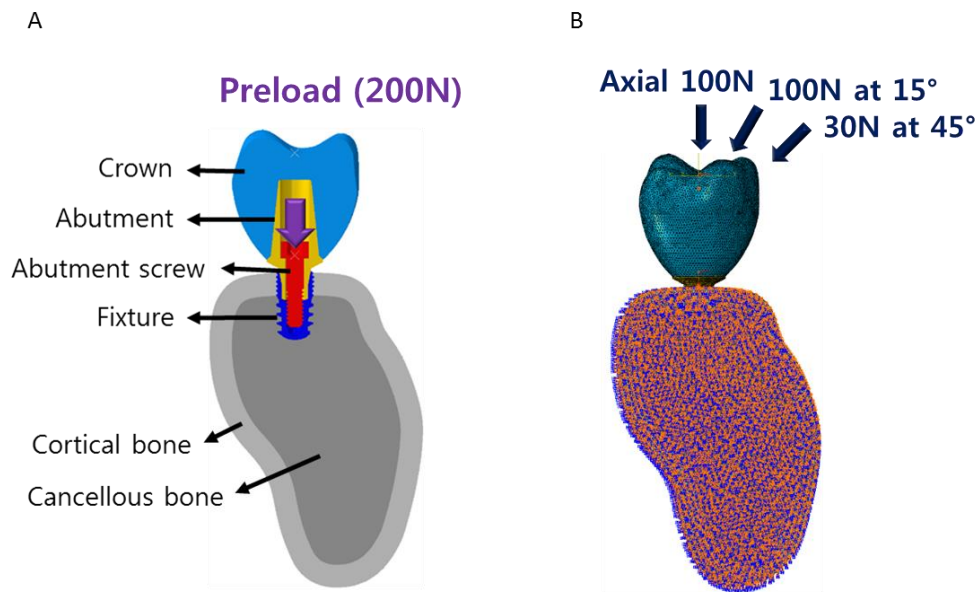 A
Preload (200N)
Crown
Abutment
Abutment screw
Fixture
Cortical bone
Cancellous bone
B
Axial 100N
100N at 15°
30N at 45°